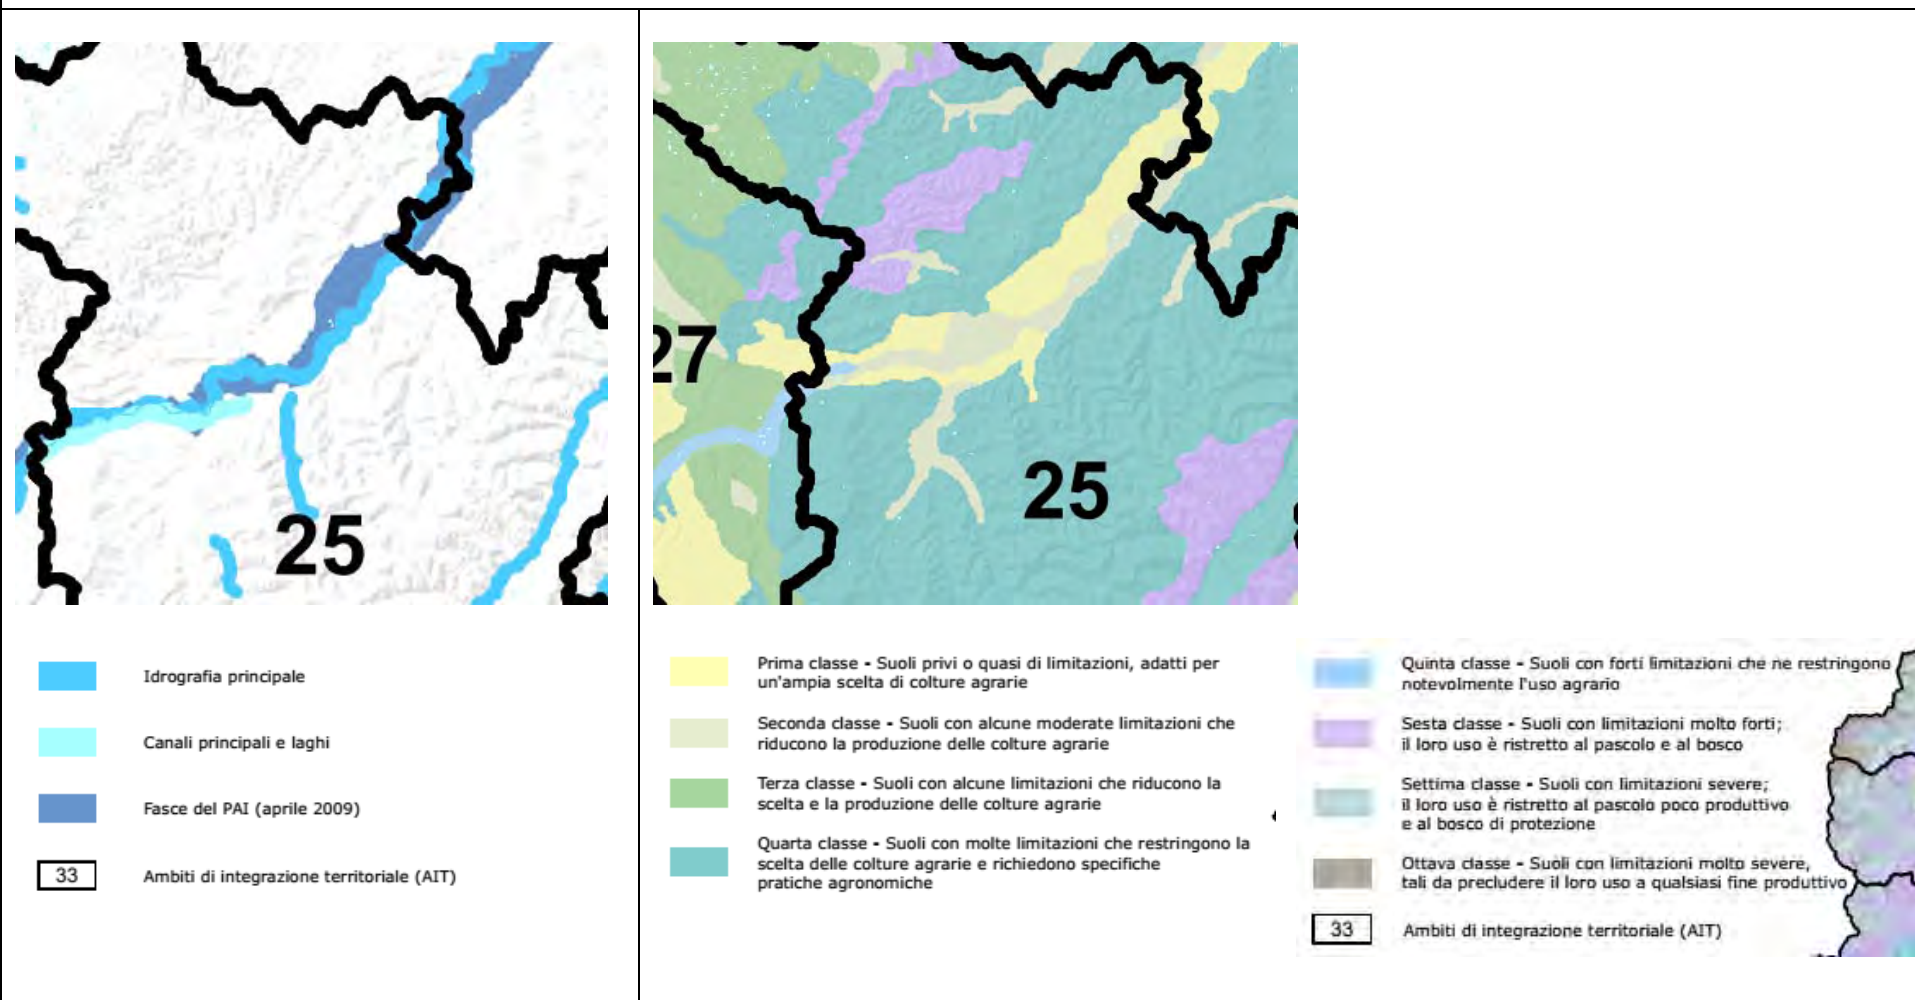 25
Idrografia principale
Canali principali e laghi
Fasce del PAI (aprile 2009)
33
Ambiti di integrazione territoriale (AIT)
27
25
Prima classe - Suoli privi o quasi di limitazioni, adatti per
un'ampia scelta di colture agrarie
Seconda classe - Suoli con alcune moderate limitazioni che
riducono la produzione delle colture agrarie
Terza classe - Suoli con alcune limitazioni che riducono la
scelta e la produzione delle colture agrarie
Quarta classe - Suoli con molte limitazioni che restringono la
scelta delle colture agrarie e richiedono specifiche
pratiche agronomiche
Quinta classe - Suoli con forti limitazioni che ne restringono
notevolmente l'uso agrario
Sesta classe - Suoli con limitazioni molto forti;
il loro uso è ristretto al pascolo e al bosco
Settima classe - Suoli con limitazioni severe;
il loro uso è ristretto al pascolo poco produttivo
e al bosco di protezione
Ottava classe - Suoli con limitazioni molto severe,
tali da precludere il loro uso a qualsiasi fine produttivo
33
Ambiti di integrazione territoriale (AIT)